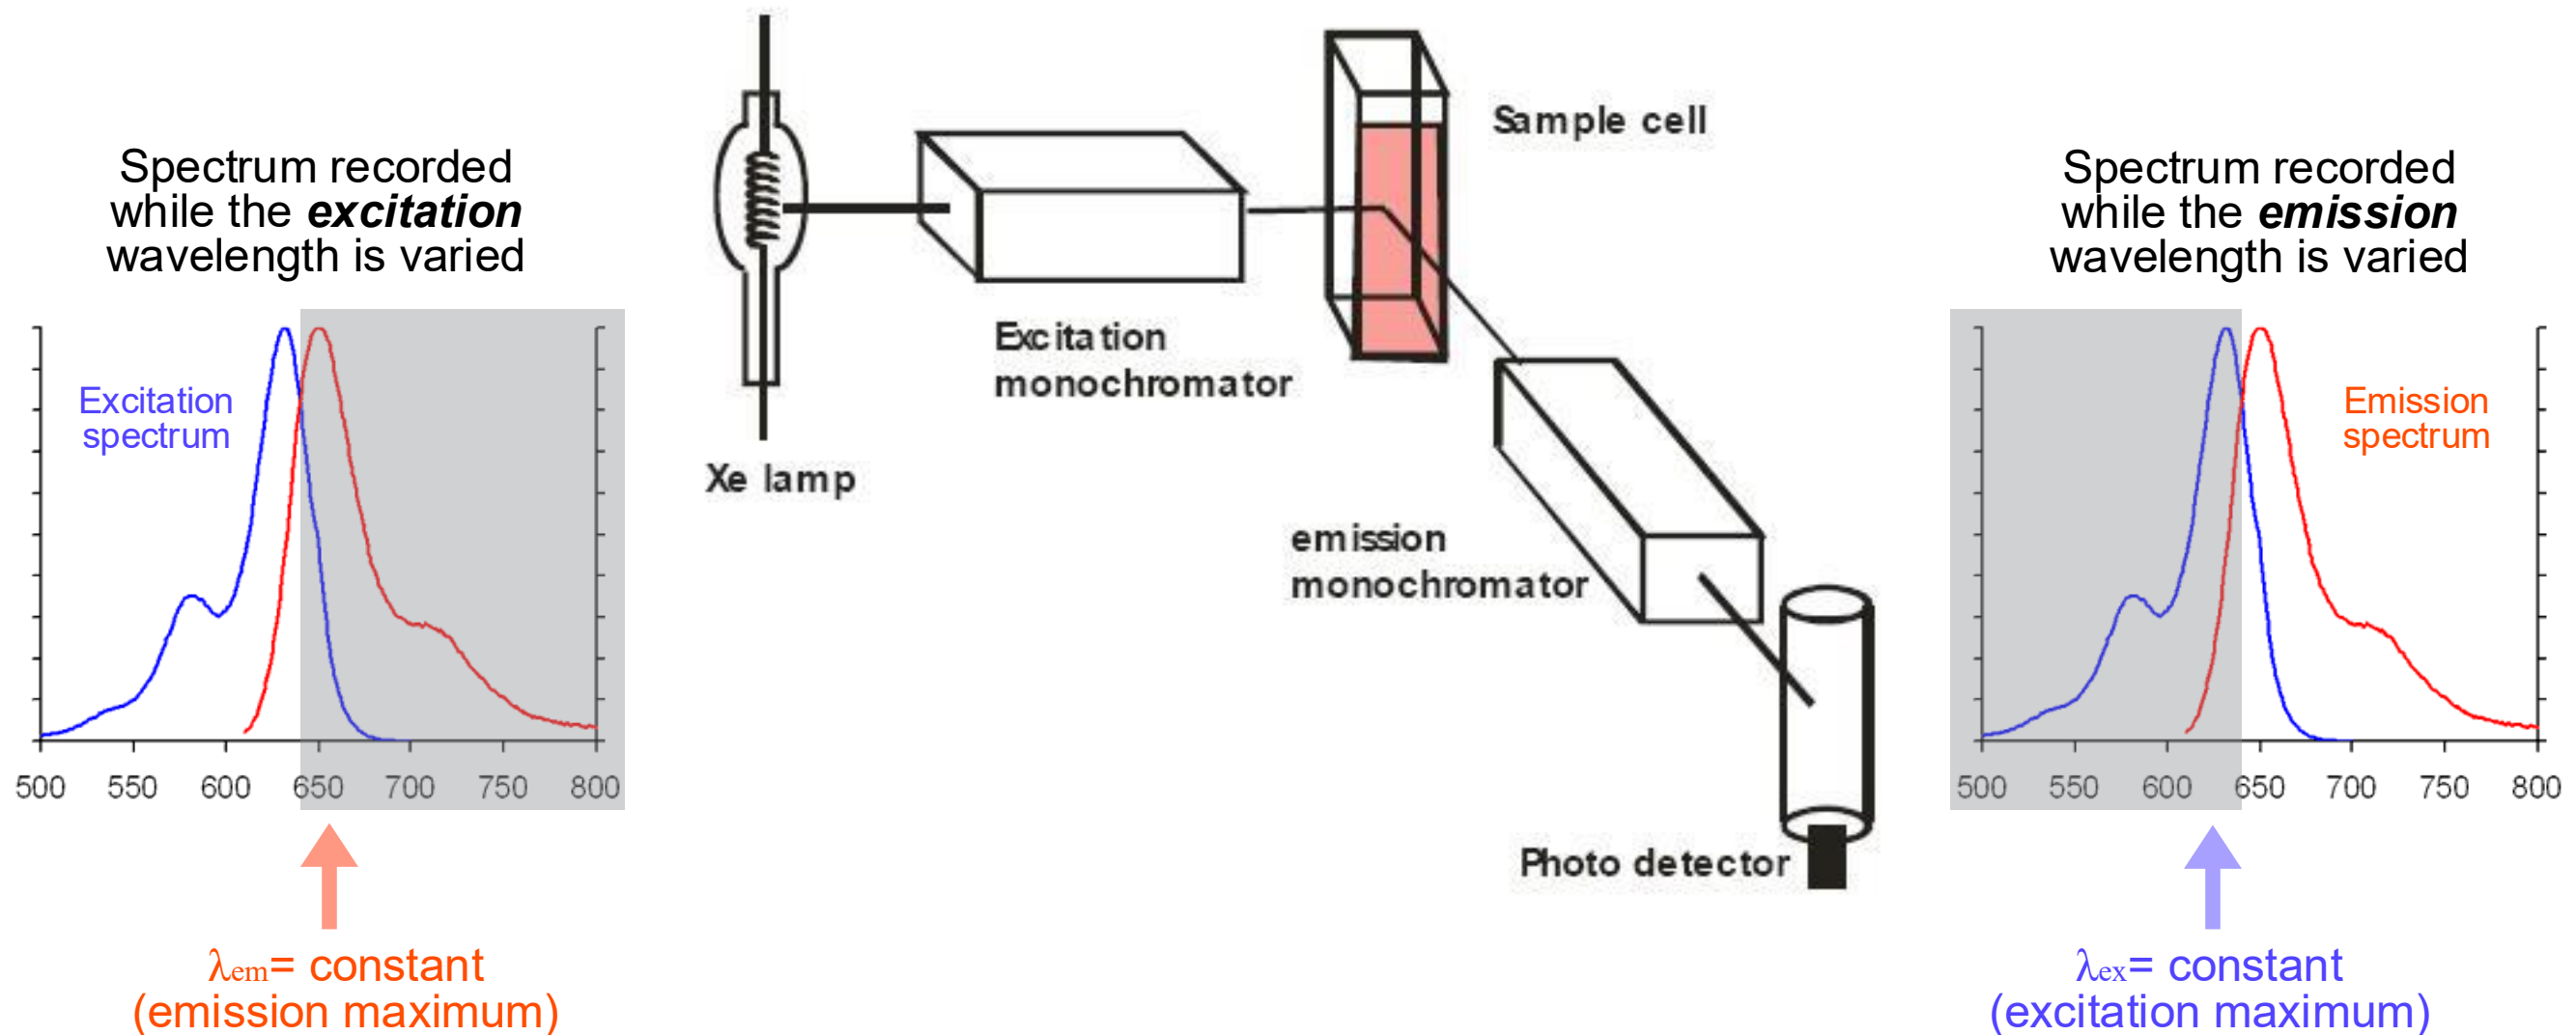 Spectrum recorded
while the excitation
wavelength is varied
Excitation
spectrum
500 550 600 650 700 750 800
λem= constant
(emission maximum)
Xe lamp
Excitation
monochromator
Sample cell
emission
monochromator
Photo detector
Spectrum recorded
while the emission
wavelength is varied
Emission
spectrum
500 550 600 650 700 750 800
λex= constant
(excitation maximum)